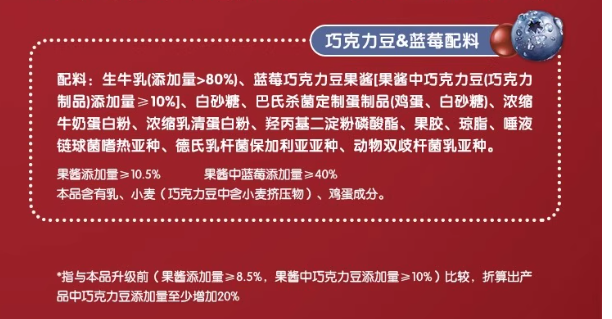 巧克力豆&蓝莓配料
配料：生牛乳(添加量>80%)、蓝莓巧克力豆果酱[果酱中巧克力豆(巧克力
制品)添加量≥10%]、白砂糖、巴氏杀菌定制蛋制品(鸡蛋、白砂糖)、浓缩
牛奶蛋白粉、浓缩乳清蛋白粉、羟丙基二淀粉磷酸酯、果胶、琼脂、唾液
链球菌嗜热亚种、德氏乳杆菌保加利亚亚种、动物双歧杆菌乳亚种。
果酱添加量≥10.5% 果酱中蓝莓添加量≥40%
本品含有乳、小麦（巧克力豆中含小麦挤压物）、鸡蛋成分。
*指与本品升级前（果酱添加量≥8.5%，果酱中巧克力豆添加量≥10%）比较，折算出产
品中巧克力豆添加量至少增加20%